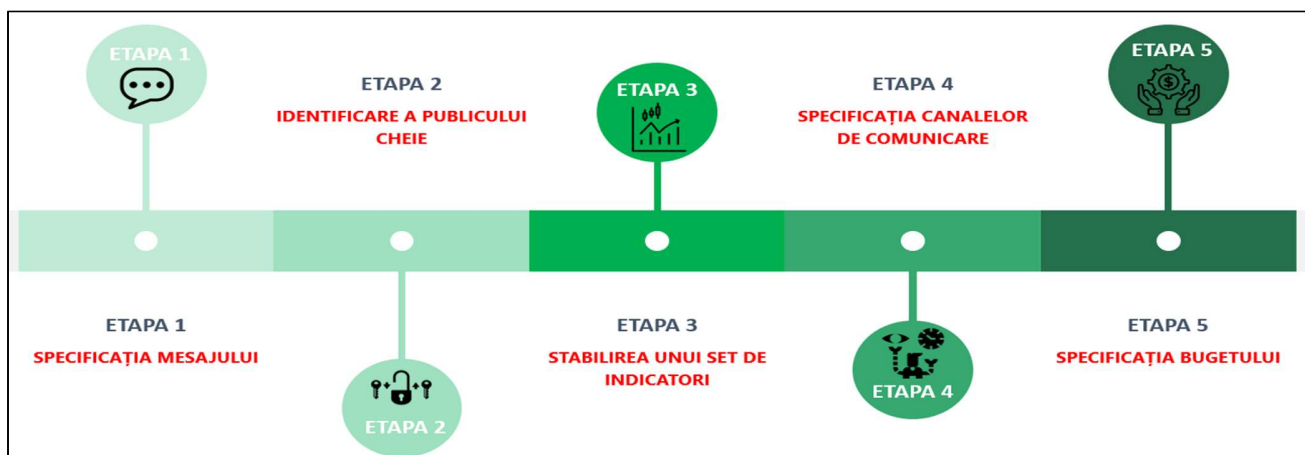 ETAPA 1
ETAPA 2
IDENTIFICARE A PUBLICULUI
CHEIE
ETAPA 3
ETAPA 4
SPECIFICAȚIA CANALELOR
DE COMUNICARE
ETAPA 5
$
ETAPA 1
SPECIFICAȚIA MESAJULUI
ETAPA 2
ETAPA 3
STABILIREA UNUI SET DE
INDICATORI
ETAPA 4
ETAPA 5
SPECIFICAȚIA BUGETULUI